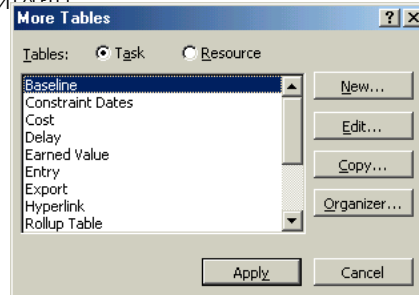 More Tables
Tables: Task Resource
Baseline
Constraint Dates
Cost
Delay
Earned Value
Entry
Export
Hyperlink
Rollup Table
New...
Edit...
Copy...
Organizer...
Apply Cancel